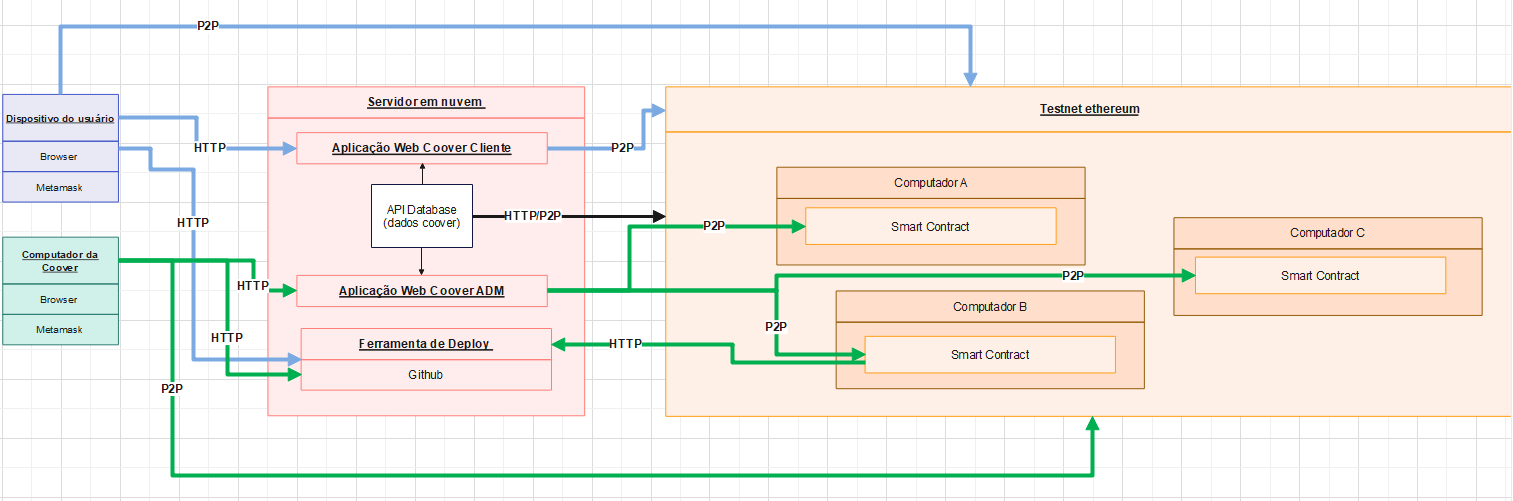 P2P
Dispositivo do usuário
Browser
Metamask
HTTP
HTTP
Computador da
Coover
Browser
Metamask
HTTP
HTTP
P2P
Servidor em nuvem
Aplicação Web Coover Cliente
API Database
(dados coover)
Aplicação Web Coover ADM
Ferramenta de Deploy
Github
P2P
HTTP/P2P
HTTP
Testnet ethereum
Computador A
Smart Contract
P2P
Computador C
Smart Contract
P2P
Computador B
Smart Contract
P2P